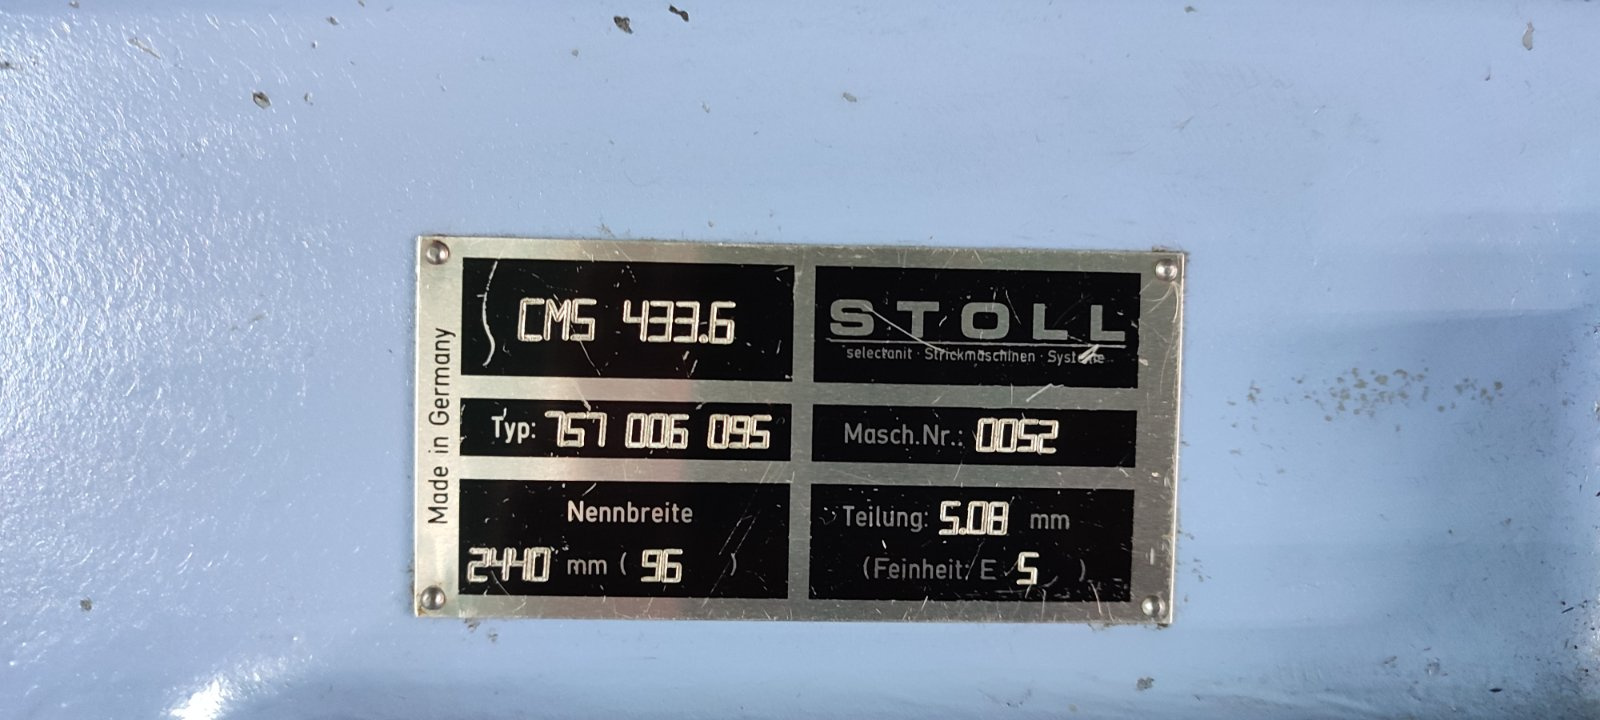 Made in Germany
CMS 433.6
STOLL
selectanit · Strickmaschinen · Systeme
Typ: 757 006 095
Masch.Nr.: 0052
Nennbreite
2440 mm ( 96 )
Teilung: 5.08 mm
(Feinheit: E 5 )